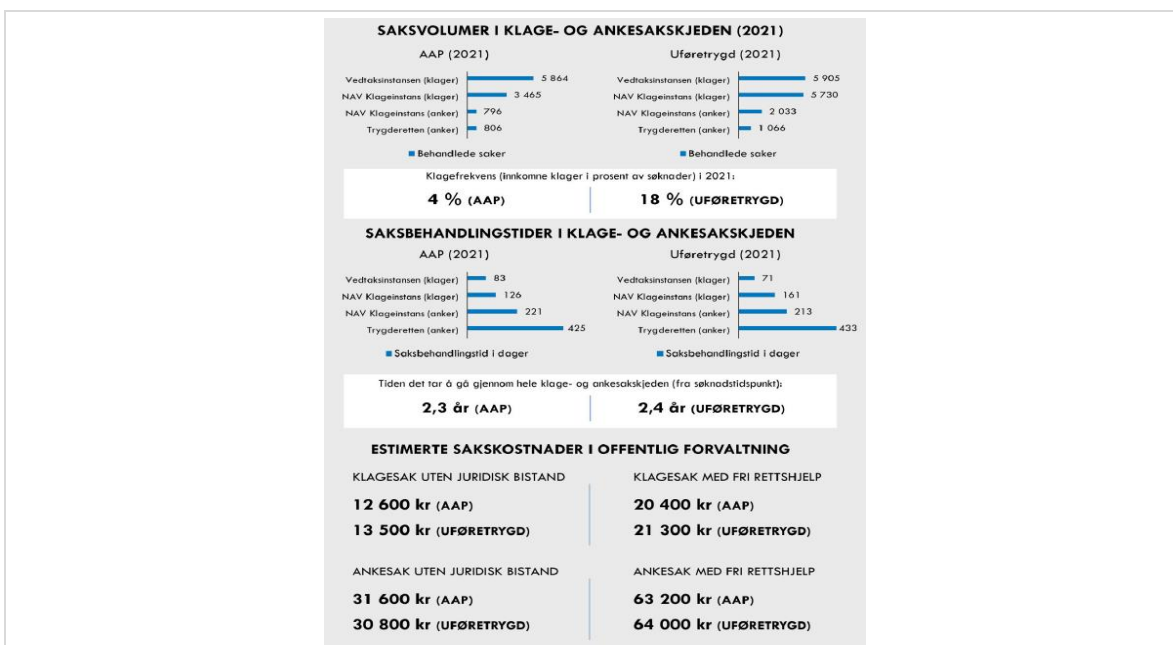 SAKSVOLUMER I KLAGE- OG ANKESAKSKJEDEN (2021)
AAP (2021)
Vedtaksinstansen (klager) 5 864
NAV Klageinstans (klager) 3 465
NAV Klageinstans (anker) 796
Trygderetten (anker) 806
Behandlede saker
Uføretrygd (2021)
Vedtaksinstansen (klager) 5 905
NAV Klageinstans (klager) 5 730
NAV Klageinstans (anker) 2 033
Trygderetten (anker) 1 066
Behandlede saker
Klagefrekvens (innkomne klager i prosent av søknader) i 2021:
4 % (AAP)
18 % (UFØRETRYGD)
SAKSBEHANDLINGSTIDER I KLAGE- OG ANKESAKSKJEDEN
AAP (2021)
Vedtaksinstansen (klager) 83
NAV Klageinstans (klager) 126
NAV Klageinstans (anker) 221
Trygderetten (anker) 425
Saksbehandlingstid i dager
Uføretrygd (2021)
Vedtaksinstansen (klager) 71
NAV Klageinstans (klager) 161
NAV Klageinstans (anker) 213
Trygderetten (anker) 433
Saksbehandlingstid i dager
Tiden det tar å gå gjennom hele klage- og ankesakskjeden (fra søknadstidspunkt):
2,3 år (AAP)
2,4 år (UFØRETRYGD)
ESTIMERTE SAKSKOSTNADER I OFFENTLIG FORVALTNING
KLAGESAK UTEN JURIDISK BISTAND
12 600 kr (AAP)
13 500 kr (UFØRETRYGD)
KLAGESAK MED FRI RETTSHJELP
20 400 kr (AAP)
21 300 kr (UFØRETRYGD)
ANKESAK UTEN JURIDISK BISTAND
31 600 kr (AAP)
30 800 kr (UFØRETRYGD)
ANKESAK MED FRI RETTSHJELP
63 200 kr (AAP)
64 000 kr (UFØRETRYGD)